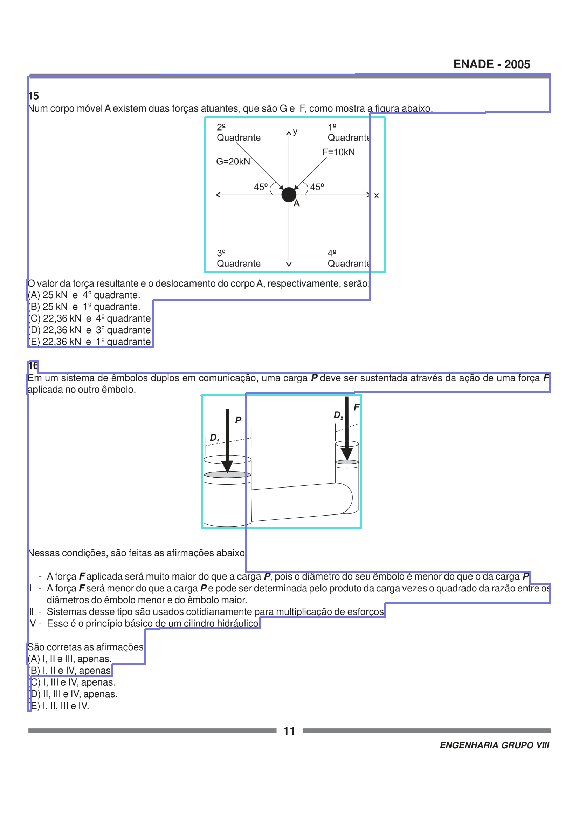 ENADE - 2005
15
Num corpo móvel A existem duas forças atuantes, que são G e F, como mostra a figura abaixo.
2º
Quadrante
y
1º
Quadrante
F=10kN
G=20kN
45º
45º
x
A
3º
Quadrante
4º
Quadrante
O valor da força resultante e o deslocamento do corpo A, respectivamente, serão:
(A) 25 kN e 4º quadrante.
(B) 25 kN e 1º quadrante.
(C) 22,36 kN e 4º quadrante.
(D) 22,36 kN e 3º quadrante.
(E) 22,36 kN e 1º quadrante.
16
Em um sistema de êmbolos duplos em comunicação, uma carga P deve ser sustentada através da ação de uma força F
aplicada no outro êmbolo.
P
D₁
F
D₂
Nessas condições, são feitas as afirmações abaixo.
I - A força F aplicada será muito maior do que a carga P, pois o diâmetro do seu êmbolo é menor do que o da carga P.
II - A força F será menor do que a carga P e pode ser determinada pelo produto da carga vezes o quadrado da razão entre os
diâmetros do êmbolo menor e do êmbolo maior.
III - Sistemas desse tipo são usados cotidianamente para multiplicação de esforços.
IV - Esse é o princípio básico de um cilindro hidráulico.
São corretas as afirmações
(A) I, II e III, apenas.
(B) I, II e IV, apenas.
(C) I, III e IV, apenas.
(D) II, III e IV, apenas.
(E) I, II, III e IV.
11
ENGENHARIA GRUPO VIII